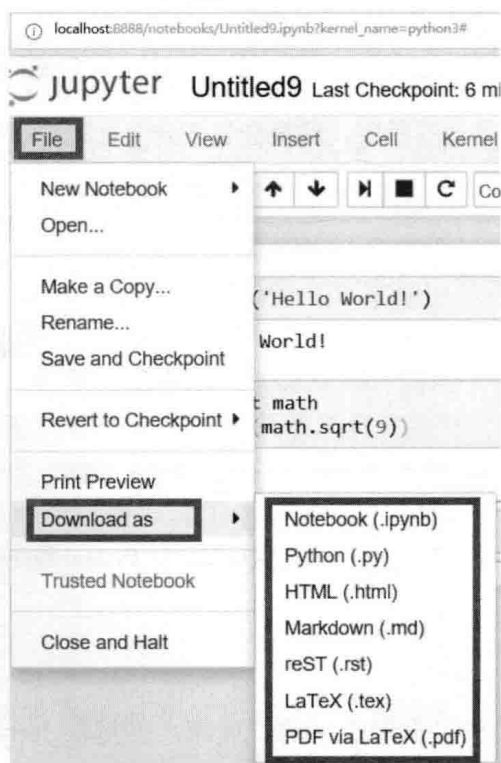 localhost:8888/notebooks/Untitled9.ipynb?kernel_name=python3#
jupyter Untitled9 Last Checkpoint: 6 mi
File Edit View Insert Cell Kernel
New Notebook
Open...
Co
Make a Copy...
Rename...
Save and Checkpoint
Revert to Checkpoint
Print Preview
Download as
Trusted Notebook
Close and Halt
('Hello World!')
World!
t math
(math.sqrt(9))
Notebook (.ipynb)
Python (.py)
HTML (.html)
Markdown (.md)
reST (.rst)
LaTeX (.tex)
PDF via LaTeX (.pdf)